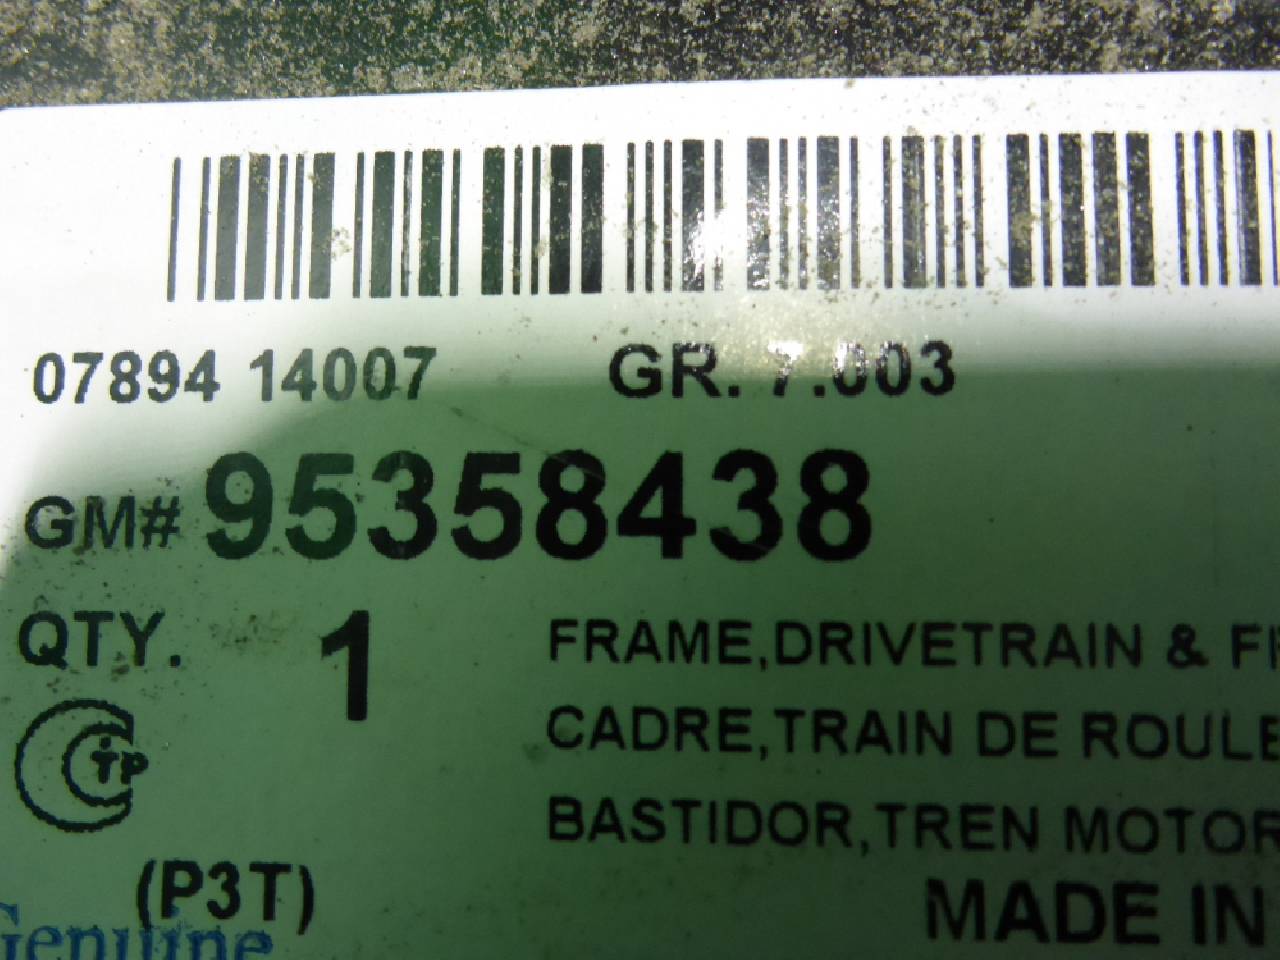 07894 14007 GR. 7.003
GM# 95358438
QTY. 1
FRAME,DRIVETRAIN &
CADRE,TRAIN DE ROULE
BASTIDOR,TREN MOTOR
TP
(P3T)
MADE IN
Genuine